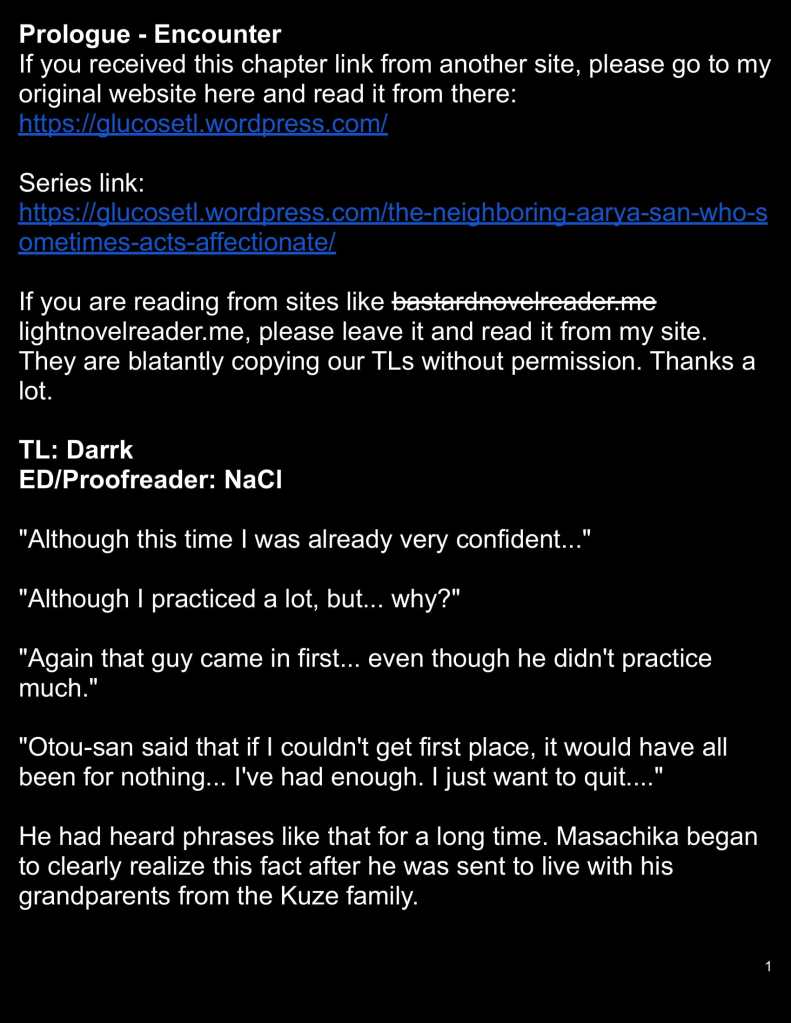 Prologue - Encounter
If you received this chapter link from another site, please go to my
original website here and read it from there:
https://glucosetl.wordpress.com/
Series link:
https://glucosetl.wordpress.com/the-neighboring-aarya-san-who-s
ometimes-acts-affectionate/
If you are reading from sites like bastardnovelreader.me
lightnovelreader.me, please leave it and read it from my site.
They are blatantly copying our TLs without permission. Thanks a
lot.
TL: Darrk
ED/Proofreader: NaCl
"Although this time I was already very confident..."
"Although I practiced a lot, but... why?"
"Again that guy came in first... even though he didn't practice
much."
"Otou-san said that if I couldn't get first place, it would have all
been for nothing... I've had enough. I just want to quit...."
He had heard phrases like that for a long time. Masachika began
to clearly realize this fact after he was sent to live with his
grandparents from the Kuze family.
1